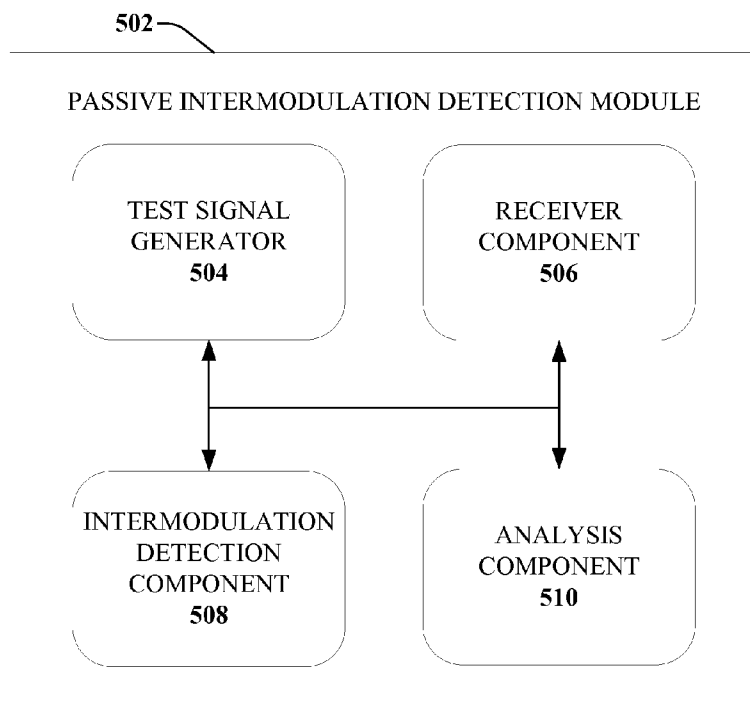 502
PASSIVE INTERMODULATION DETECTION MODULE
TEST SIGNAL
GENERATOR
504
RECEIVER
COMPONENT
506
INTERMODULATION
DETECTION
COMPONENT
508
ANALYSIS
COMPONENT
510